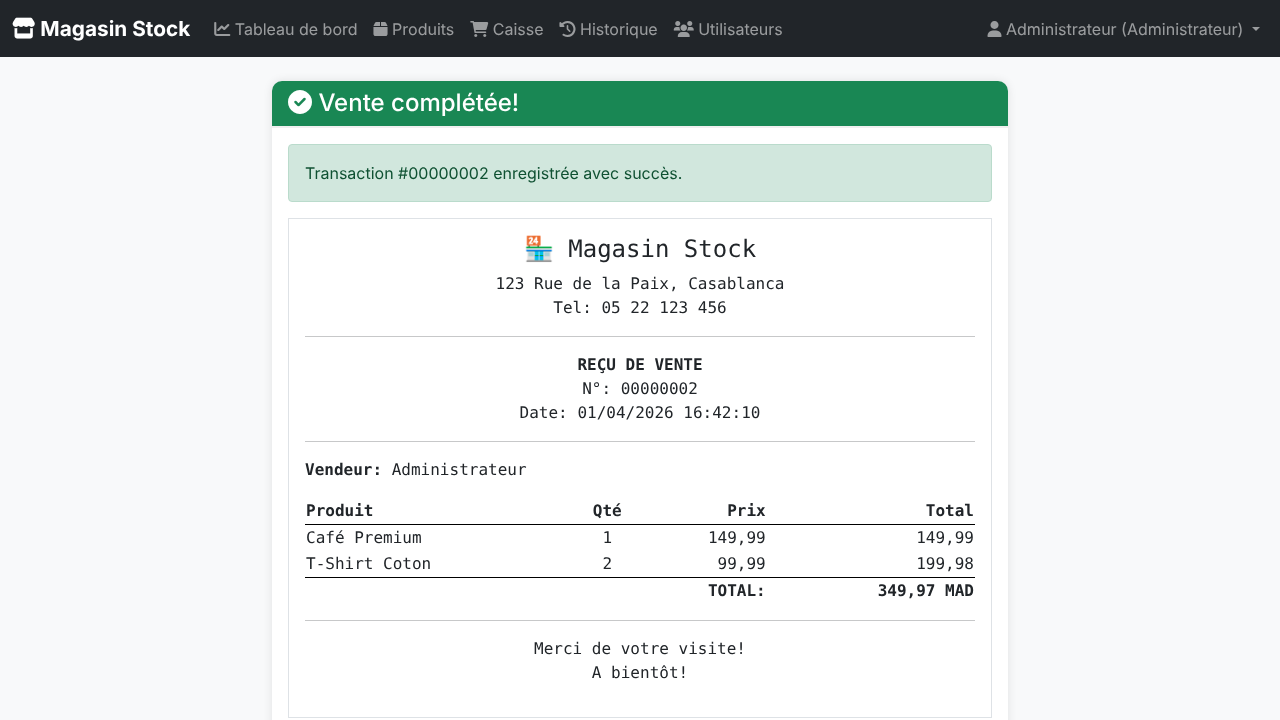 Magasin Stock
Tableau de bord
Produits
Caisse
Historique
Utilisateurs
Administrateur (Administrateur)
Vente complétée!
Transaction #00000002 enregistrée avec succès.
Magasin Stock
123 Rue de la Paix, Casablanca
Tel: 05 22 123 456
REÇU DE VENTE
N°: 00000002
Date: 01/04/2026 16:42:10
Vendeur: Administrateur
Produit Qté Prix Total
Café Premium 1 149,99 149,99
T-Shirt Coton 2 99,99 199,98
TOTAL: 349,97 MAD
Merci de votre visite!
A bientôt!